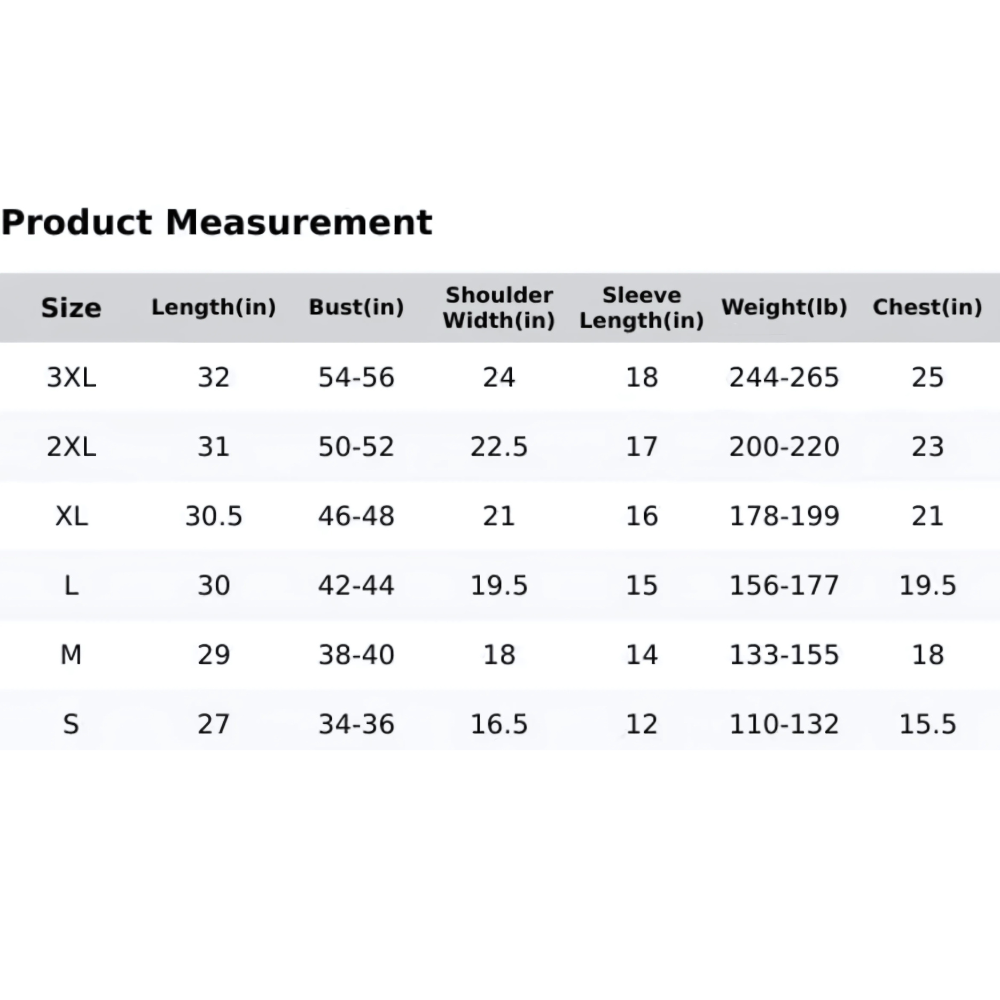 Product Measurement
Size Length(in) Bust(in) Shoulder Width(in) Sleeve Length(in) Weight(lb) Chest(in)
3XL 32 54-56 24 18 244-265 25
2XL 31 50-52 22.5 17 200-220 23
XL 30.5 46-48 21 16 178-199 21
L 30 42-44 19.5 15 156-177 19.5
M 29 38-40 18 14 133-155 18
S 27 34-36 16.5 12 110-132 15.5